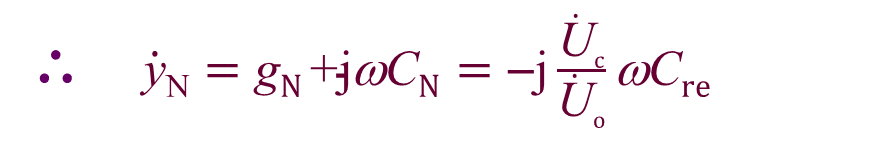 ∴ ẏ_N = g_N + jωC_N = −j (U̇_c / U̇_o) ωC_re